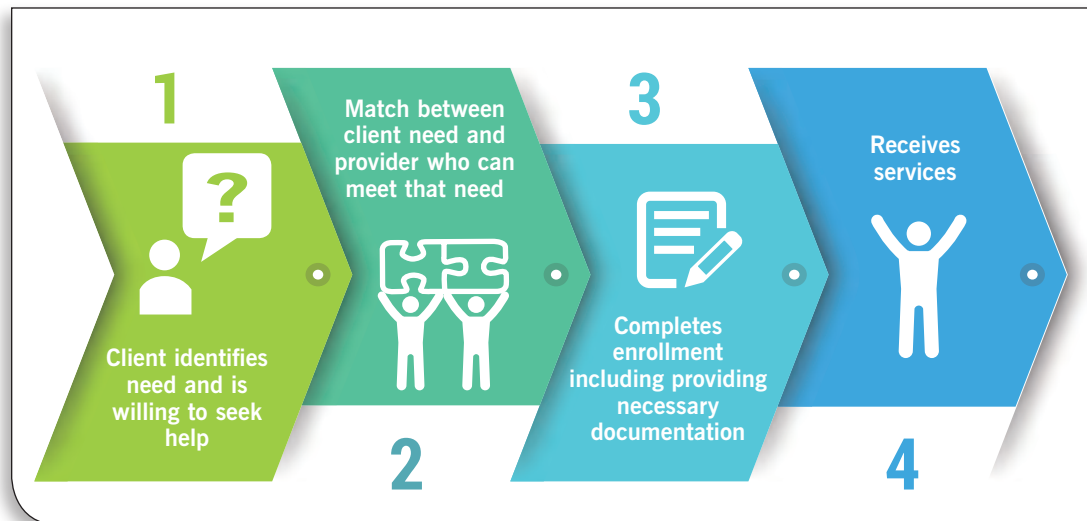 1
?
Client identifies
need and is
willing to seek
help
Match between
client need and
provider who can
meet that need
2
3
Completes
enrollment
including providing
necessary
documentation
Receives
services
4